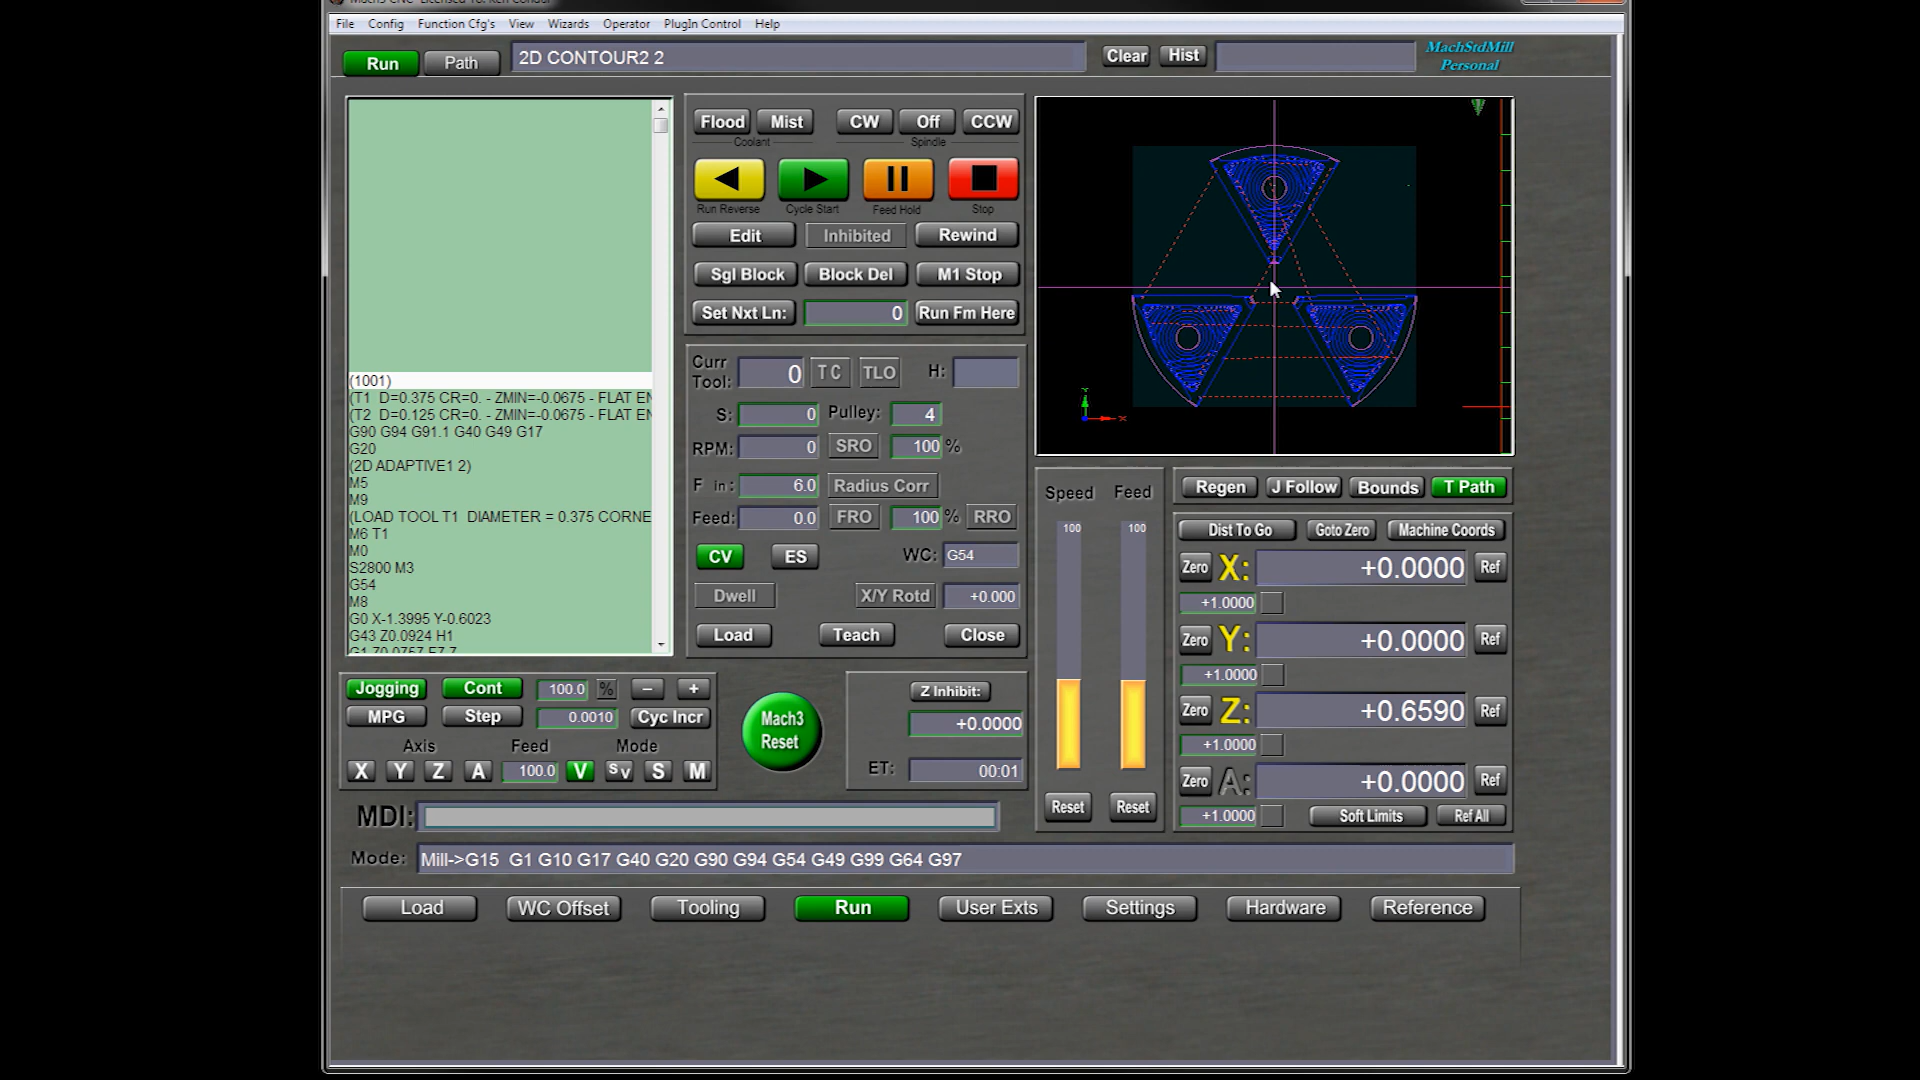 File Config Function Cfg's View Wizards Operator PlugIn Control Help
Run Path 2D CONTOUR2 2 Clear Hist
MachStdMill
Personal
(1001)
(T1 D=0.375 CR=0. - ZMIN=-0.0675 - FLAT EN
(T2 D=0.125 CR=0. - ZMIN=-0.0675 - FLAT EN
G90 G94 G91.1 G40 G49 G17
G20
(2D ADAPTIVE1 2)
M5
M9
(LOAD TOOL T1 DIAMETER = 0.375 CORNE
M6 T1
M0
S2800 M3
G54
M8
G0 X-1.3995 Y-0.6023
G43 Z0.0924 H1
Flood Mist CW Off CCW
Coolant Spindle
Run Reverse Cycle Start Feed Hold Stop
Edit Inhibited Rewind
Sgl Block Block Del M1 Stop
Set Nxt Ln: 0 Run Fm Here
Curr
Tool: 0 T C TLO H:
S: 0 Pulley: 4
RPM: 0 SRO 100 %
F in: 6.0 Radius Corr
Feed: 0.0 FRO 100 % RRO
CV ES WC: G54
Dwell X/Y Rotd +0.000
Load Teach Close
Speed Feed
100 100
Reset Reset
Regen J Follow Bounds T Path
Dist To Go Goto Zero Machine Coords
Zero X: +0.0000 Ref
+1.0000
Zero Y: +0.0000 Ref
+1.0000
Zero Z: +0.6590 Ref
+1.0000
Zero A: +0.0000 Ref
+1.0000 Soft Limits Ref All
Jogging Cont 100.0 % − +
MPG Step 0.0010 Cyc Incr
Axis Feed Mode
X Y Z A 100.0 V Sv S M
Mach3
Reset
Z Inhibit:
+0.0000
ET: 00:01
MDI:
Mode: Mill->G15 G1 G10 G17 G40 G20 G90 G94 G54 G49 G99 G64 G97
Load WC Offset Tooling Run User Exts Settings Hardware Reference